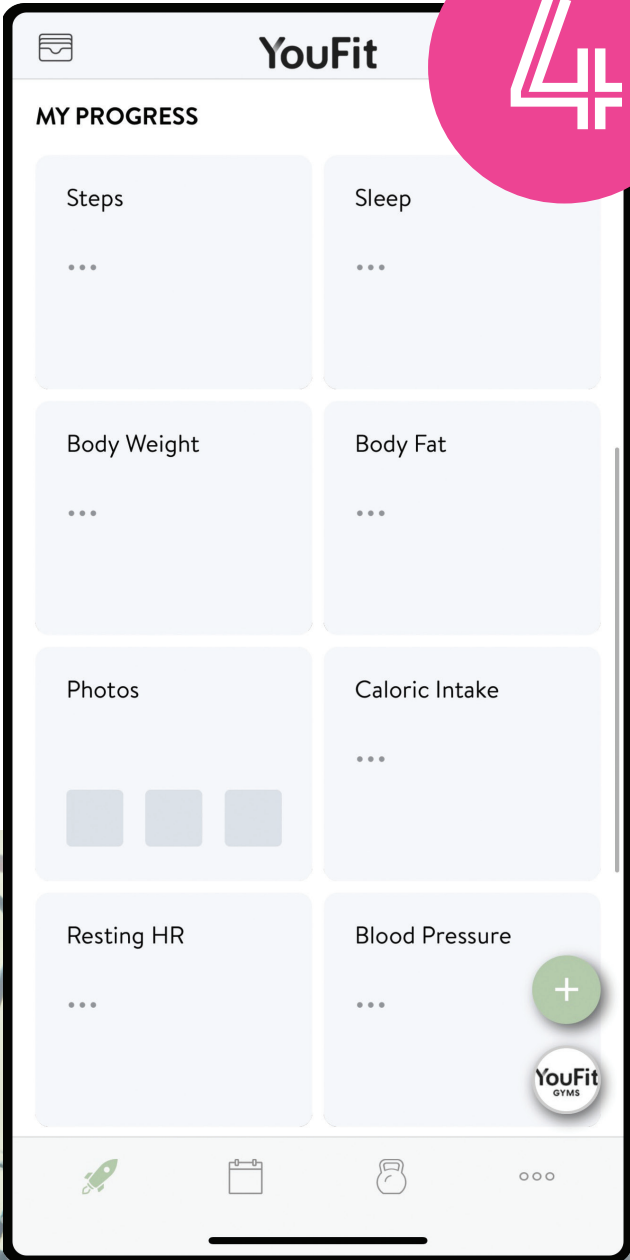 YouFit
4
MY PROGRESS
Steps
Sleep
...
...
Body Weight
Body Fat
...
...
Photos
Caloric Intake
...
Resting HR
Blood Pressure
...
...
+
YouFit
GYMS